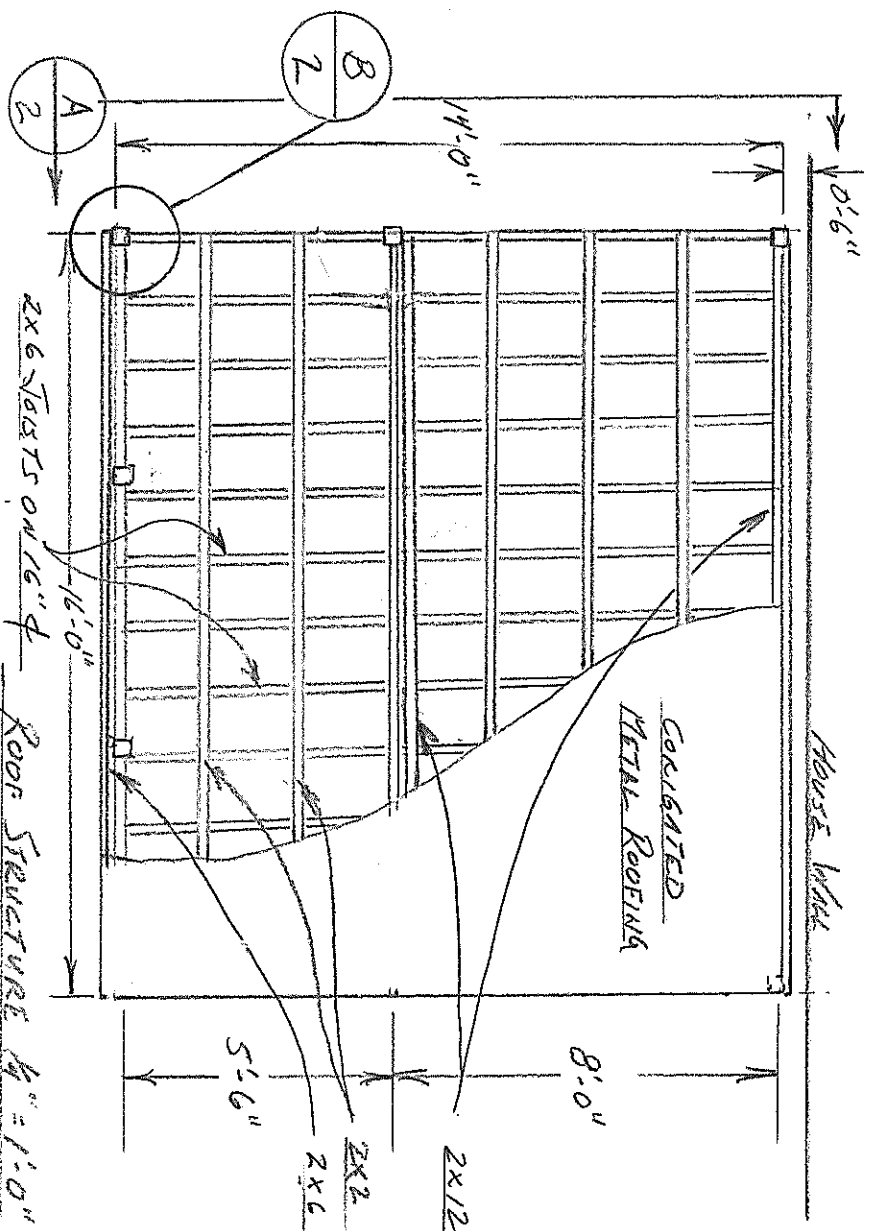 HOUSE WALL
0'-6"
14'-0"
B
2
A
2
CORIGATED
METAL ROOFING
8'-0"
5'-6"
16'-0"
2X12
2X2
2X6
2X6 JOISTS ON 16"
ROOF STRUCTURE ¼" = 1'-0"